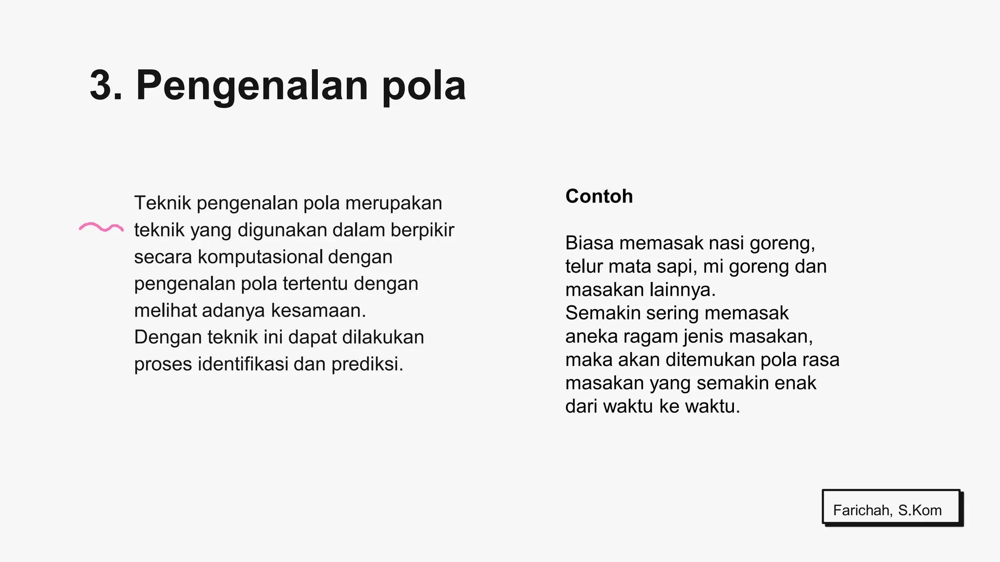 3. Pengenalan pola
Teknik pengenalan pola merupakan
teknik yang digunakan dalam berpikir
secara komputasional dengan
pengenalan pola tertentu dengan
melihat adanya kesamaan.
Dengan teknik ini dapat dilakukan
proses identifikasi dan prediksi.
Contoh
Biasa memasak nasi goreng,
telur mata sapi, mi goreng dan
masakan lainnya.
Semakin sering memasak
aneka ragam jenis masakan,
maka akan ditemukan pola rasa
masakan yang semakin enak
dari waktu ke waktu.
Farichah, S.Kom